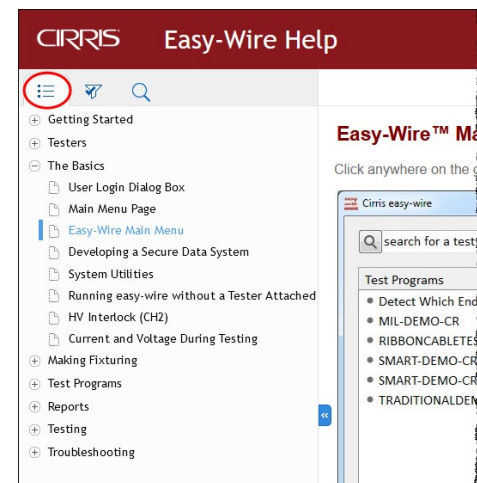 CIRRIS Easy-Wire Help
Getting Started
Testers
The Basics
User Login Dialog Box
Main Menu Page
Easy-Wire Main Menu
Developing a Secure Data System
System Utilities
Running easy-wire without a Tester Attached
HV Interlock (CH2)
Current and Voltage During Testing
Making Fixturing
Test Programs
Reports
Testing
Troubleshooting
Easy-Wire™ Ma
Click anywhere on the
Cirris easy-wire
search for a test
Test Programs
Detect Which End
MIL-DEMO-CR
RIBBONCABLETES
SMART-DEMO-CR
SMART-DEMO-CR
TRADITIONALDEM